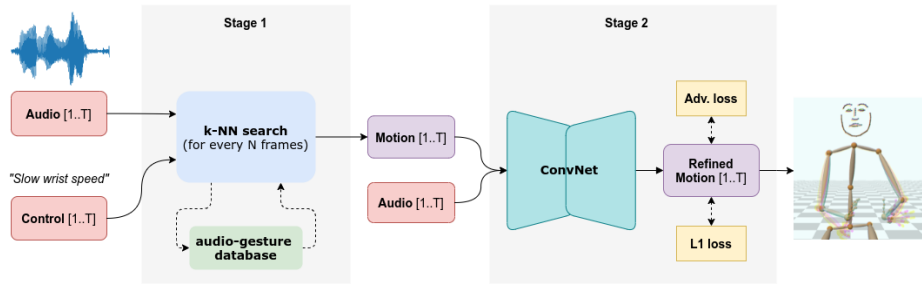 Stage 1
Stage 2
Audio [1..T]
"Slow wrist speed"
Control [1..T]
k-NN search
(for every N frames)
audio-gesture
database
Motion [1..T]
Audio [1..T]
ConvNet
Adv. loss
Refined
Motion [1..T]
L1 loss